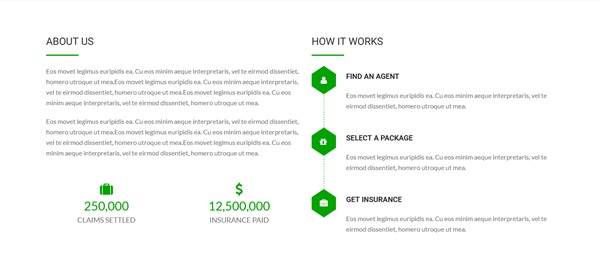 ABOUT US
Eos movet legimus euripidis ea. Cu eos minim aeque interpretaris, vel te eirmod dissentiet,
homero utroque ut mea.Eos movet legimus euripidis ea. Cu eos minim aeque interpretaris,
vel te eirmod dissentiet, homero utroque ut mea.Eos movet legimus euripidis ea. Cu eos
minim aeque interpretaris, vel te eirmod dissentiet, homero utroque ut mea.
Eos movet legimus euripidis ea. Cu eos minim aeque interpretaris, vel te eirmod dissentiet,
homero utroque ut mea.Eos movet legimus euripidis ea. Cu eos minim aeque interpretaris,
vel te eirmod dissentiet, homero utroque ut mea.Eos movet legimus euripidis ea. Cu eos
minim aeque interpretaris, vel te eirmod dissentiet, homero utroque ut mea.
250,000
CLAIMS SETTLED
$
12,500,000
INSURANCE PAID
HOW IT WORKS
FIND AN AGENT
Eos movet legimus euripidis ea. Cu eos minim aeque interpretaris, vel te
eirmod dissentiet, homero utroque ut mea.
SELECT A PACKAGE
Eos movet legimus euripidis ea. Cu eos minim aeque interpretaris, vel te
eirmod dissentiet, homero utroque ut mea.
GET INSURANCE
Eos movet legimus euripidis ea. Cu eos minim aeque interpretaris, vel te
eirmod dissentiet, homero utroque ut mea.